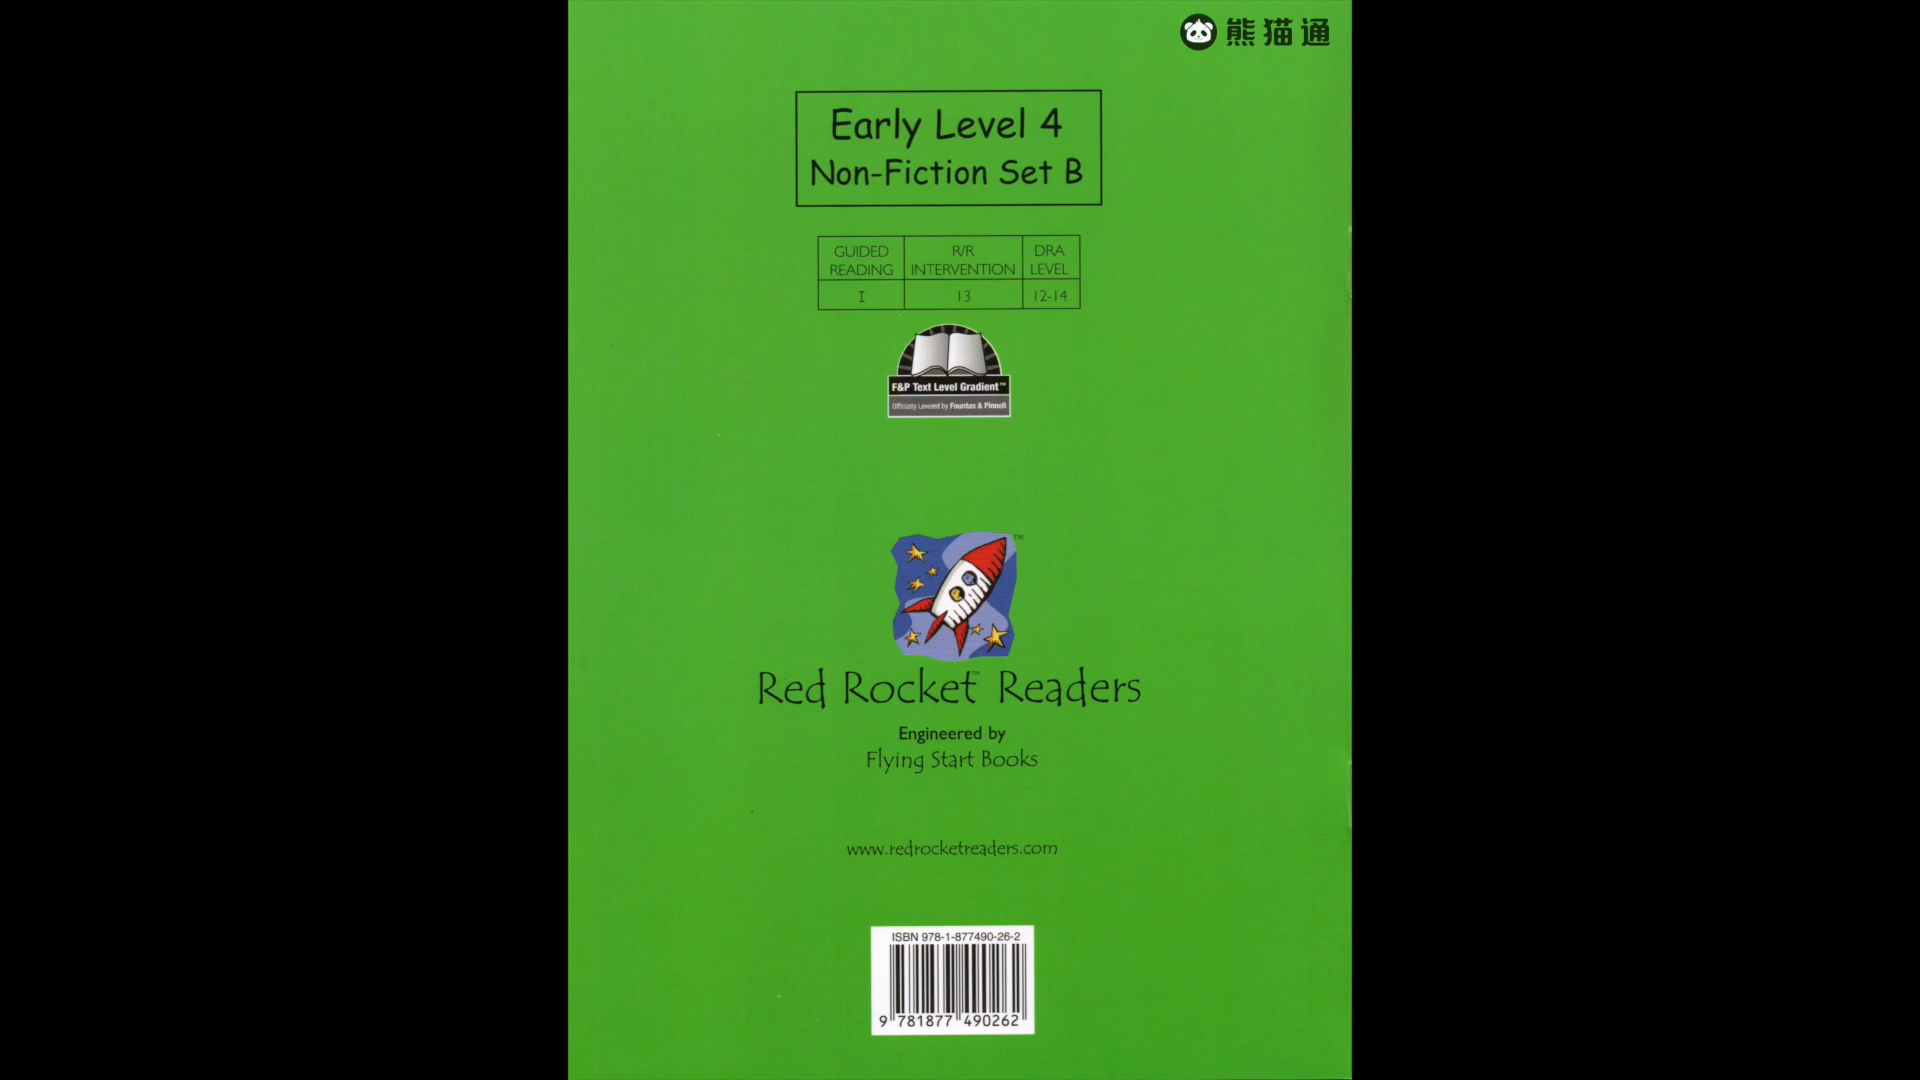 熊猫通
Early Level 4
Non-Fiction Set B
GUIDED READING
R/R INTERVENTION
DRA LEVEL
I
13
12-14
F&P Text Level Gradient™
Officially Leveled by Fountas & Pinnell
TM
Red Rocket™ Readers
Engineered by
Flying Start Books
www.redrocketreaders.com
ISBN 978-1-877490-26-2
9 781877 490262